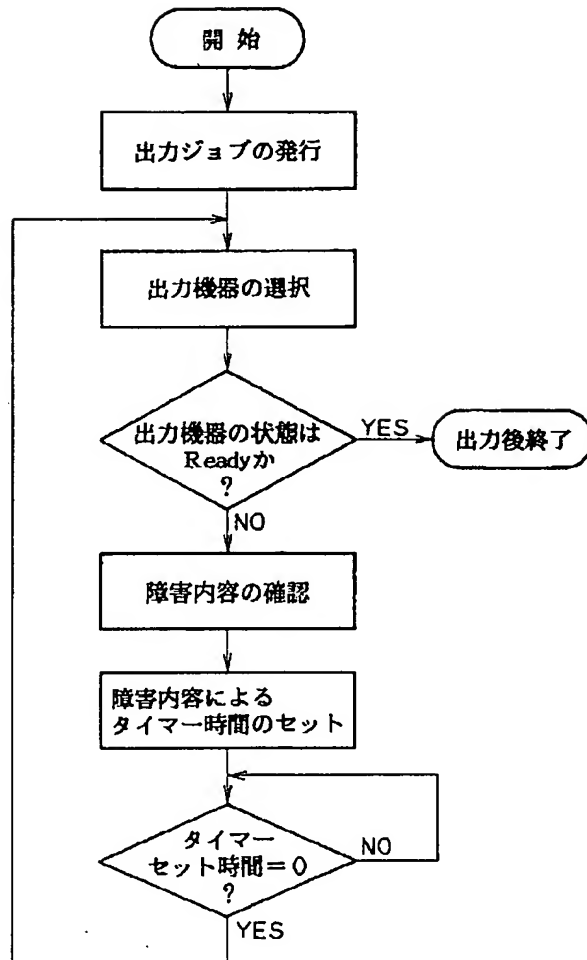 開 始
出力ジョブの発行
出力機器の選択
出力機器の状態は
Readyか
?
YES
出力後終了
NO
障害内容の確認
障害内容による
タイマー時間のセット
タイマー
セット時間=0
?
NO
YES